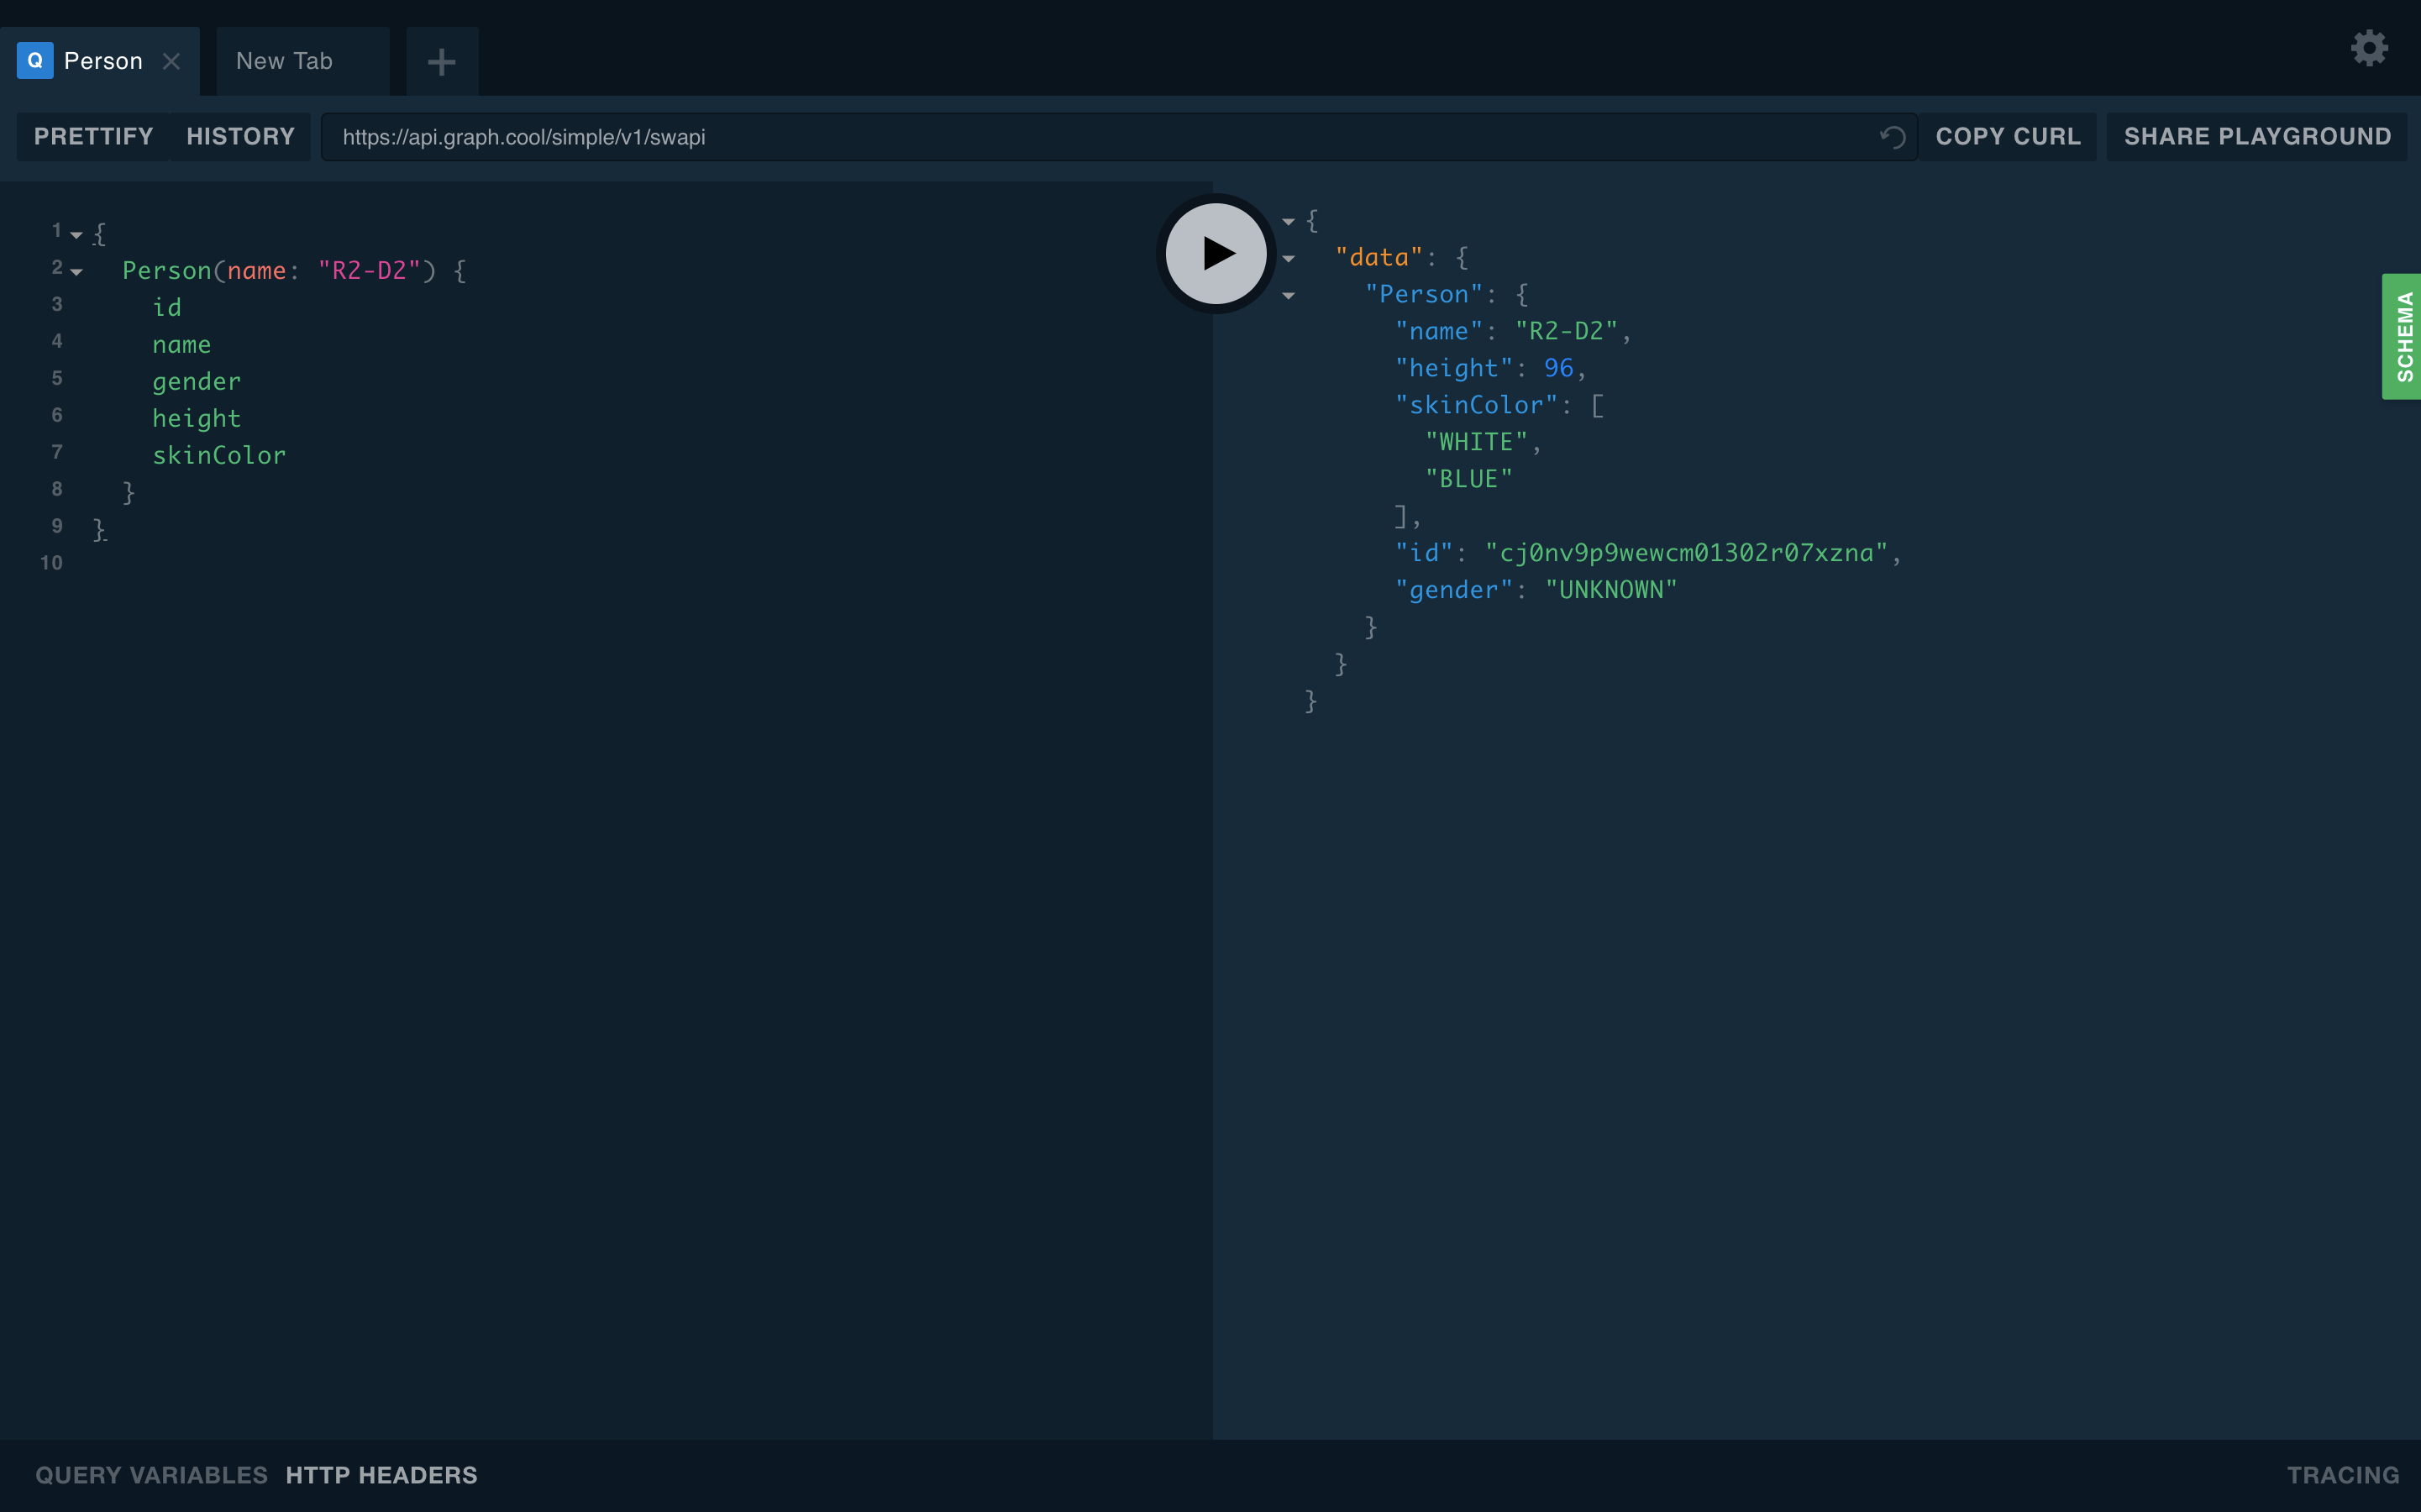 Q Person New Tab
PRETTIFY HISTORY https://api.graph.cool/simple/v1/swapi COPY CURL SHARE PLAYGROUND
1 {
2 Person(name: "R2-D2") {
3 id
4 name
5 gender
6 height
7 skinColor
8 }
9 }
10
{
"data": {
"Person": {
"name": "R2-D2",
"height": 96,
"skinColor": [
"WHITE",
"BLUE"
],
"id": "cj0nv9p9wewcm01302r07xzna",
"gender": "UNKNOWN"
}
}
}
SCHEMA
QUERY VARIABLES HTTP HEADERS TRACING